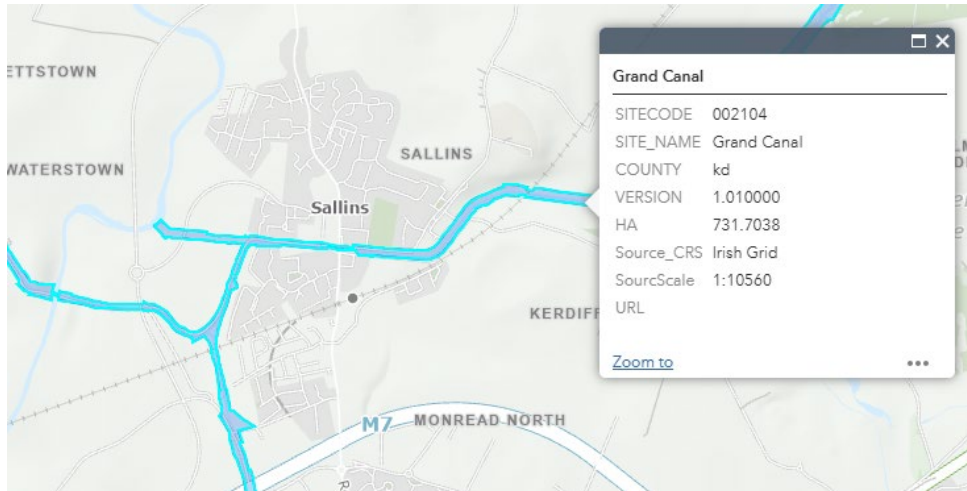 ETTSTOWN
WATERSTOWN
SALLINS
Sallins
KERDIFF
M7
MONREAD NORTH
R
Grand Canal
SITECODE 002104
SITE_NAME Grand Canal
COUNTY kd
VERSION 1.010000
HA 731.7038
Source_CRS Irish Grid
SourcScale 1:10560
URL
Zoom to